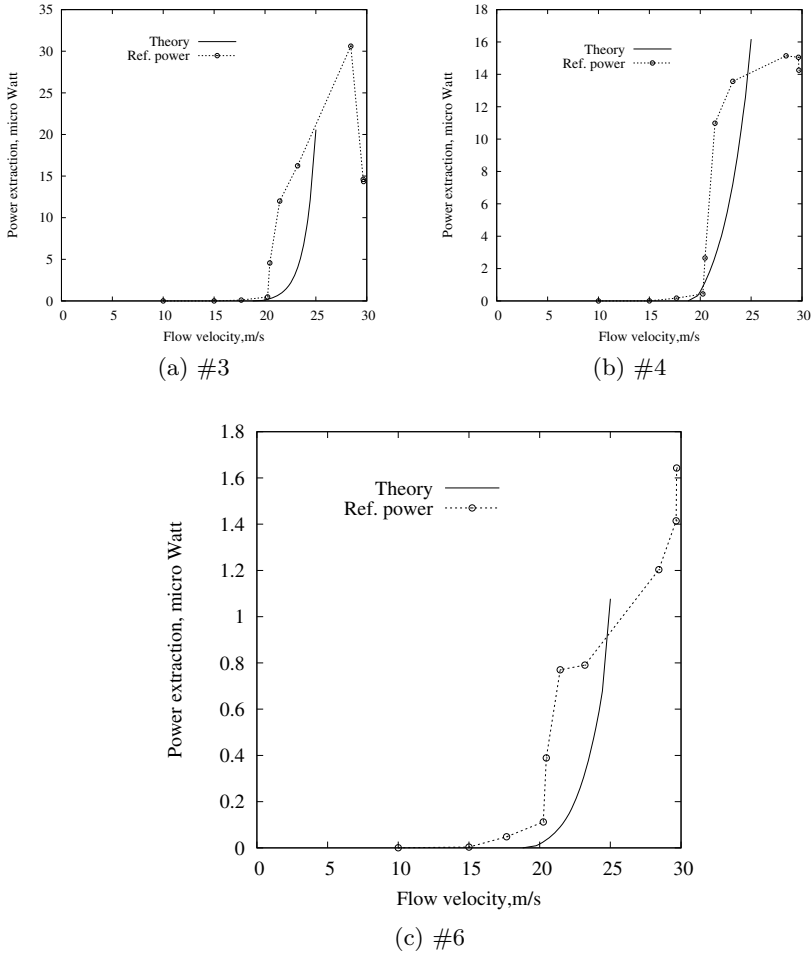 35
30
25
20
15
10
5
0
Power extraction, micro Watt
Theory
Ref. power
0 5 10 15 20 25 30
Flow velocity,m/s
(a) #3
18
16
14
12
10
8
6
4
2
0
Power extraction, micro Watt
Theory
Ref. power
0 5 10 15 20 25 30
Flow velocity,m/s
(b) #4
1.8
1.6
1.4
1.2
1
0.8
0.6
0.4
0.2
0
Power extraction, micro Watt
Theory
Ref. power
0 5 10 15 20 25 30
Flow velocity,m/s
(c) #6